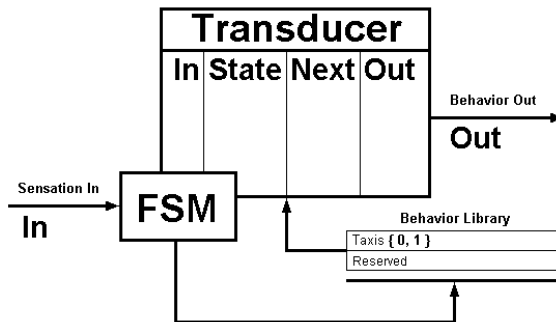 Transducer
In State Next Out
Behavior Out
Out
Sensation In
In
FSM
Behavior Library
Taxis { 0, 1 }
Reserved